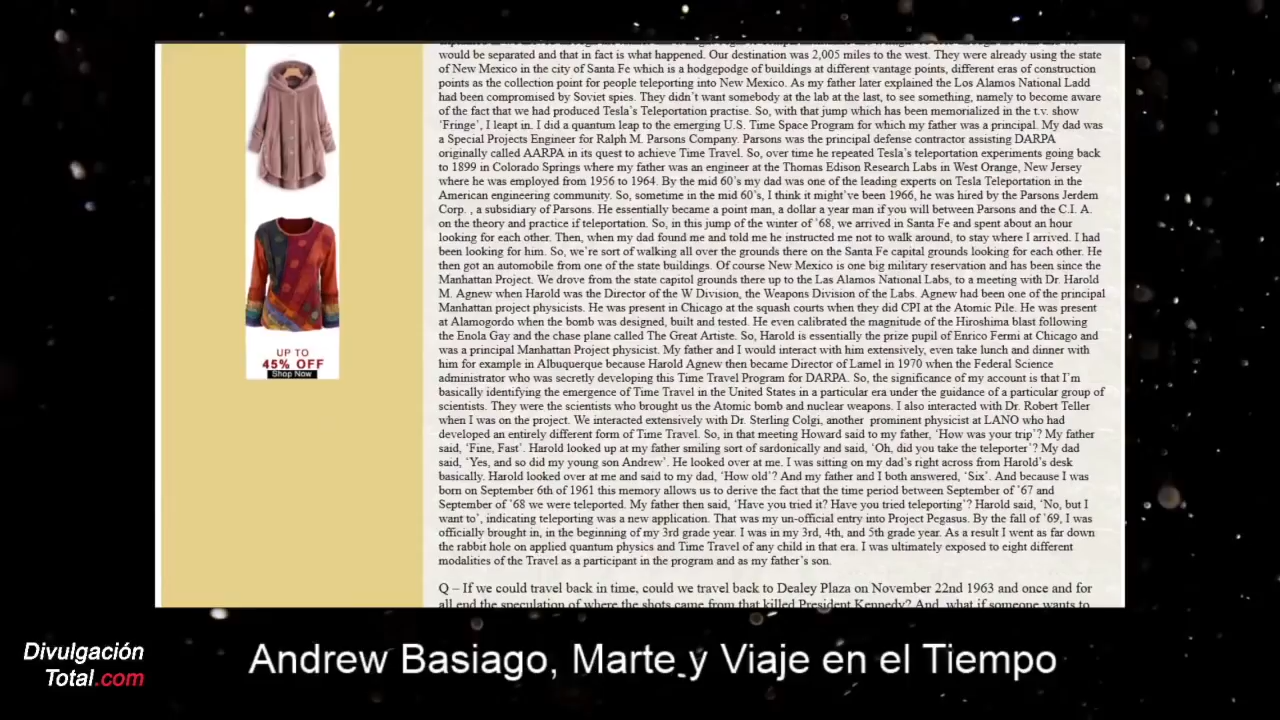 would be separated and that in fact is what happened. Our destination was 2,005 miles to the west. They were already using the state
of New Mexico in the city of Santa Fe which is a hodgepodge of buildings at different vantage points, different eras of construction
points as the collection point for people teleporting into New Mexico. As my father later explained the Los Alamos National Ladd
had been compromised by Soviet spies. They didn't want somebody at the lab at the last, to see something, namely to become aware
of the fact that we had produced Tesla's Teleportation practise. So, with that jump which has been memorialized in the t.v. show
'Fringe', I leapt in. I did a quantum leap to the emerging U.S. Time Space Program for which my father was a principal. My dad was
a Special Projects Engineer for Ralph M. Parsons Company. Parsons was the principal defense contractor assisting DARPA
originally called AARPA in its quest to achieve Time Travel. So, over time he repeated Tesla's teleportation experiments going back
to 1899 in Colorado Springs where my father was an engineer at the Thomas Edison Research Labs in West Orange, New Jersey
where he was employed from 1956 to 1964. By the mid 60's my dad was one of the leading experts on Tesla Teleportation in the
American engineering community. So, sometime in the mid 60's, I think it might've been 1966, he was hired by the Parsons Jerdem
Corp. , a subsidiary of Parsons. He essentially became a point man, a dollar a year man if you will between Parsons and the C.I. A.
on the theory and practice if teleportation. So, in this jump of the winter of '68, we arrived in Santa Fe and spent about an hour
looking for each other. Then, when my dad found me and told me he instructed me not to walk around, to stay where I arrived. I had
been looking for him. So, we're sort of walking all over the grounds there on the Santa Fe capital grounds looking for each other. He
then got an automobile from one of the state buildings. Of course New Mexico is one big military reservation and has been since the
Manhattan Project. We drove from the state capitol grounds there up to the Las Alamos National Labs, to a meeting with Dr. Harold
M. Agnew when Harold was the Director of the W Division, the Weapons Division of the Labs. Agnew had been one of the principal
Manhattan project physicists. He was present in Chicago at the squash courts when they did CPI at the Atomic Pile. He was present
at Alamogordo when the bomb was designed, built and tested. He even calibrated the magnitude of the Hiroshima blast following
the Enola Gay and the chase plane called The Great Artiste. So, Harold is essentially the prize pupil of Enrico Fermi at Chicago and
was a principal Manhattan Project physicist. My father and I would interact with him extensively, even take lunch and dinner with
him for example in Albuquerque because Harold Agnew then became Director of Lamel in 1970 when the Federal Science
administrator who was secretly developing this Time Travel Program for DARPA. So, the significance of my account is that I'm
basically identifying the emergence of Time Travel in the United States in a particular era under the guidance of a particular group of
scientists. They were the scientists who brought us the Atomic bomb and nuclear weapons. I also interacted with Dr. Robert Teller
when I was on the project. We interacted extensively with Dr. Sterling Colgi, another prominent physicist at LANO who had
developed an entirely different form of Time Travel. So, in that meeting Howard said to my father, 'How was your trip'? My father
said, 'Fine, Fast'. Harold looked up at my father smiling sort of sardonically and said, 'Oh, did you take the teleporter'? My dad
said, 'Yes, and so did my young son Andrew'. He looked over at me. I was sitting on my dad's right across from Harold's desk
basically. Harold looked over at me and said to my dad, 'How old'? And my father and I both answered, 'Six'. And because I was
born on September 6th of 1961 this memory allows us to derive the fact that the time period between September of '67 and
September of '68 we were teleported. My father then said, 'Have you tried it? Have you tried teleporting'? Harold said, 'No, but I
want to', indicating teleporting was a new application. That was my un-official entry into Project Pegasus. By the fall of '69, I was
officially brought in, in the beginning of my 3rd grade year. I was in my 3rd, 4th, and 5th grade year. As a result I went as far down
the rabbit hole on applied quantum physics and Time Travel of any child in that era. I was ultimately exposed to eight different
modalities of the Travel as a participant in the program and as my father's son.
Q – If we could travel back in time, could we travel back to Dealey Plaza on November 22nd 1963 and once and for
all end the speculation of where the shots came from that killed President Kennedy? And, what if someone wants to
UP TO
45% OFF
Shop Now
Divulgación
Total.com
Andrew Basiago, Marte y Viaje en el Tiempo